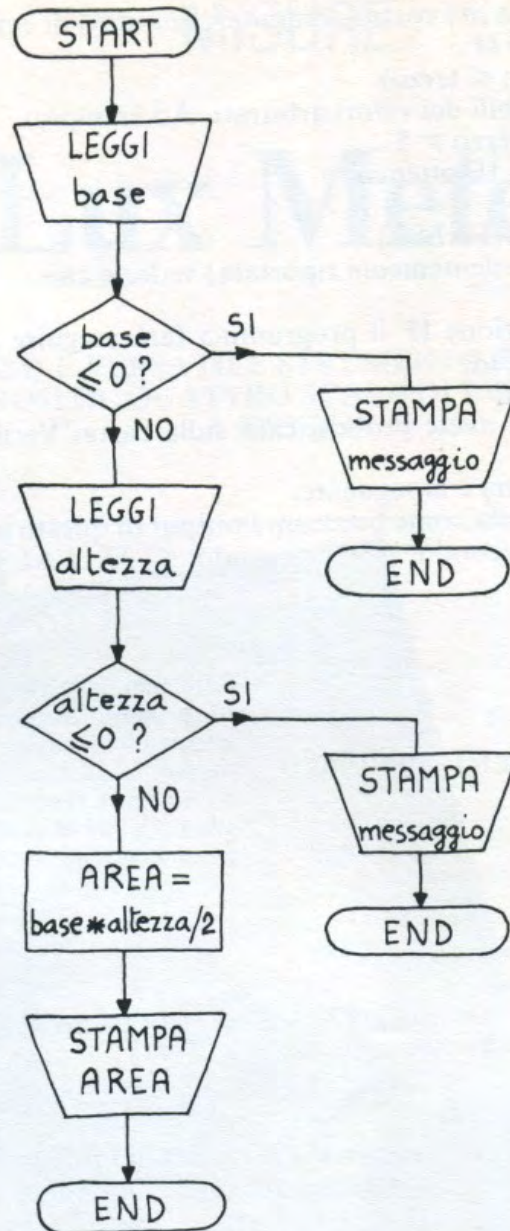 START
LEGGI
base
base
≤ 0?
SI
NO
STAMPA
messaggio
END
LEGGI
altezza
altezza
≤0 ?
SI
NO
STAMPA
messaggio
END
AREA =
base*altezza/2
STAMPA
AREA
END